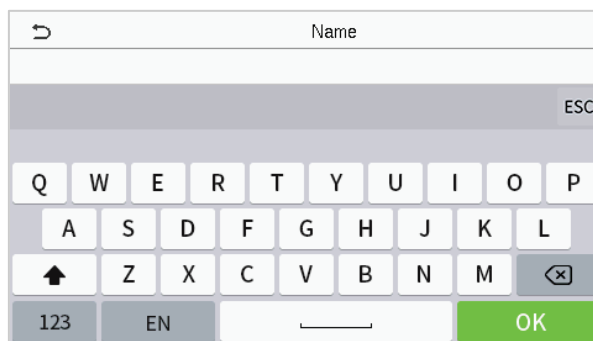 Name
ESC
Q W E R T Y U I O P
A S D F G H J K L
Z X C V B N M
123 EN OK